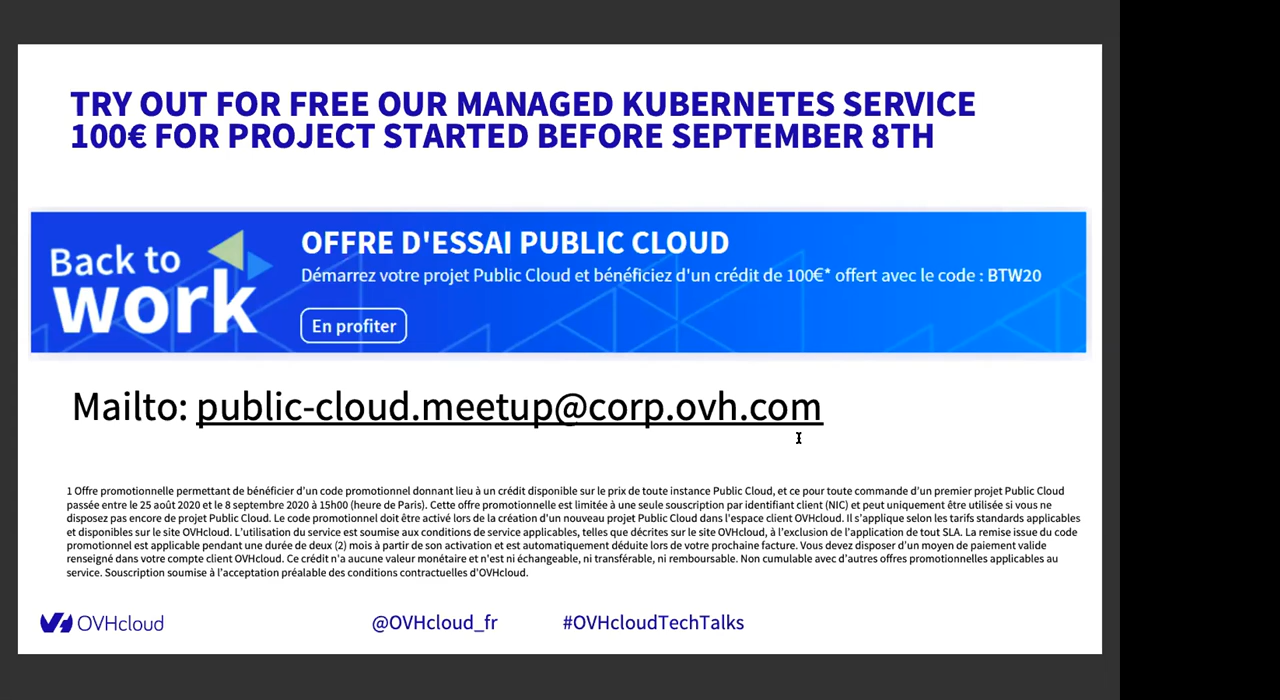 TRY OUT FOR FREE OUR MANAGED KUBERNETES SERVICE
100€ FOR PROJECT STARTED BEFORE SEPTEMBER 8TH
Back to
work
OFFRE D'ESSAI PUBLIC CLOUD
Démarrez votre projet Public Cloud et bénéficiez d'un crédit de 100€* offert avec le code : BTW20
En profiter
Mailto: public-cloud.meetup@corp.ovh.com
1 Offre promotionnelle permettant de bénéficier d'un code promotionnel donnant lieu à un crédit disponible sur le prix de toute instance Public Cloud, et ce pour toute commande d'un premier projet Public Cloud
passée entre le 25 août 2020 et le 8 septembre 2020 à 15h00 (heure de Paris). Cette offre promotionnelle est limitée à une seule souscription par identifiant client (NIC) et peut uniquement être utilisée si vous ne
disposez pas encore de projet Public Cloud. Le code promotionnel doit être activé lors de la création d'un nouveau projet Public Cloud dans l'espace client OVHcloud. Il s'applique selon les tarifs standards applicables
et disponibles sur le site OVHcloud. L'utilisation du service est soumise aux conditions de service applicables, telles que décrites sur le site OVHcloud, à l'exclusion de l'application de tout SLA. La remise issue du code
promotionnel est applicable pendant une durée de deux (2) mois à partir de son activation et est automatiquement déduite lors de votre prochaine facture. Vous devez disposer d'un moyen de paiement valide
renseigné dans votre compte client OVHcloud. Ce crédit n'a aucune valeur monétaire et n'est ni échangeable, ni transférable, ni remboursable. Non cumulable avec d'autres offres promotionnelles applicables au
service. Souscription soumise à l'acceptation préalable des conditions contractuelles d'OVHcloud.
OVHcloud
@OVHcloud_fr
#OVHcloudTechTalks